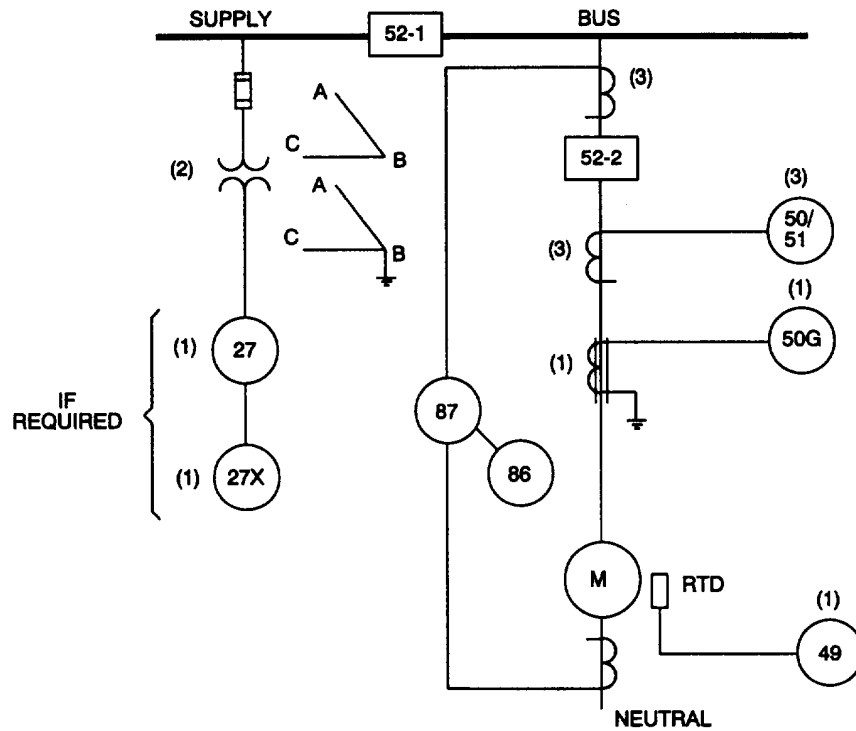 SUPPLY
52-1
BUS
(3)
A
C
B
(2)
A
C
B
52-2
(3)
50/
51
(3)
(1)
50G
(1)
(1)
27
IF
REQUIRED
87
(1)
27X
86
M
RTD
(1)
49
NEUTRAL